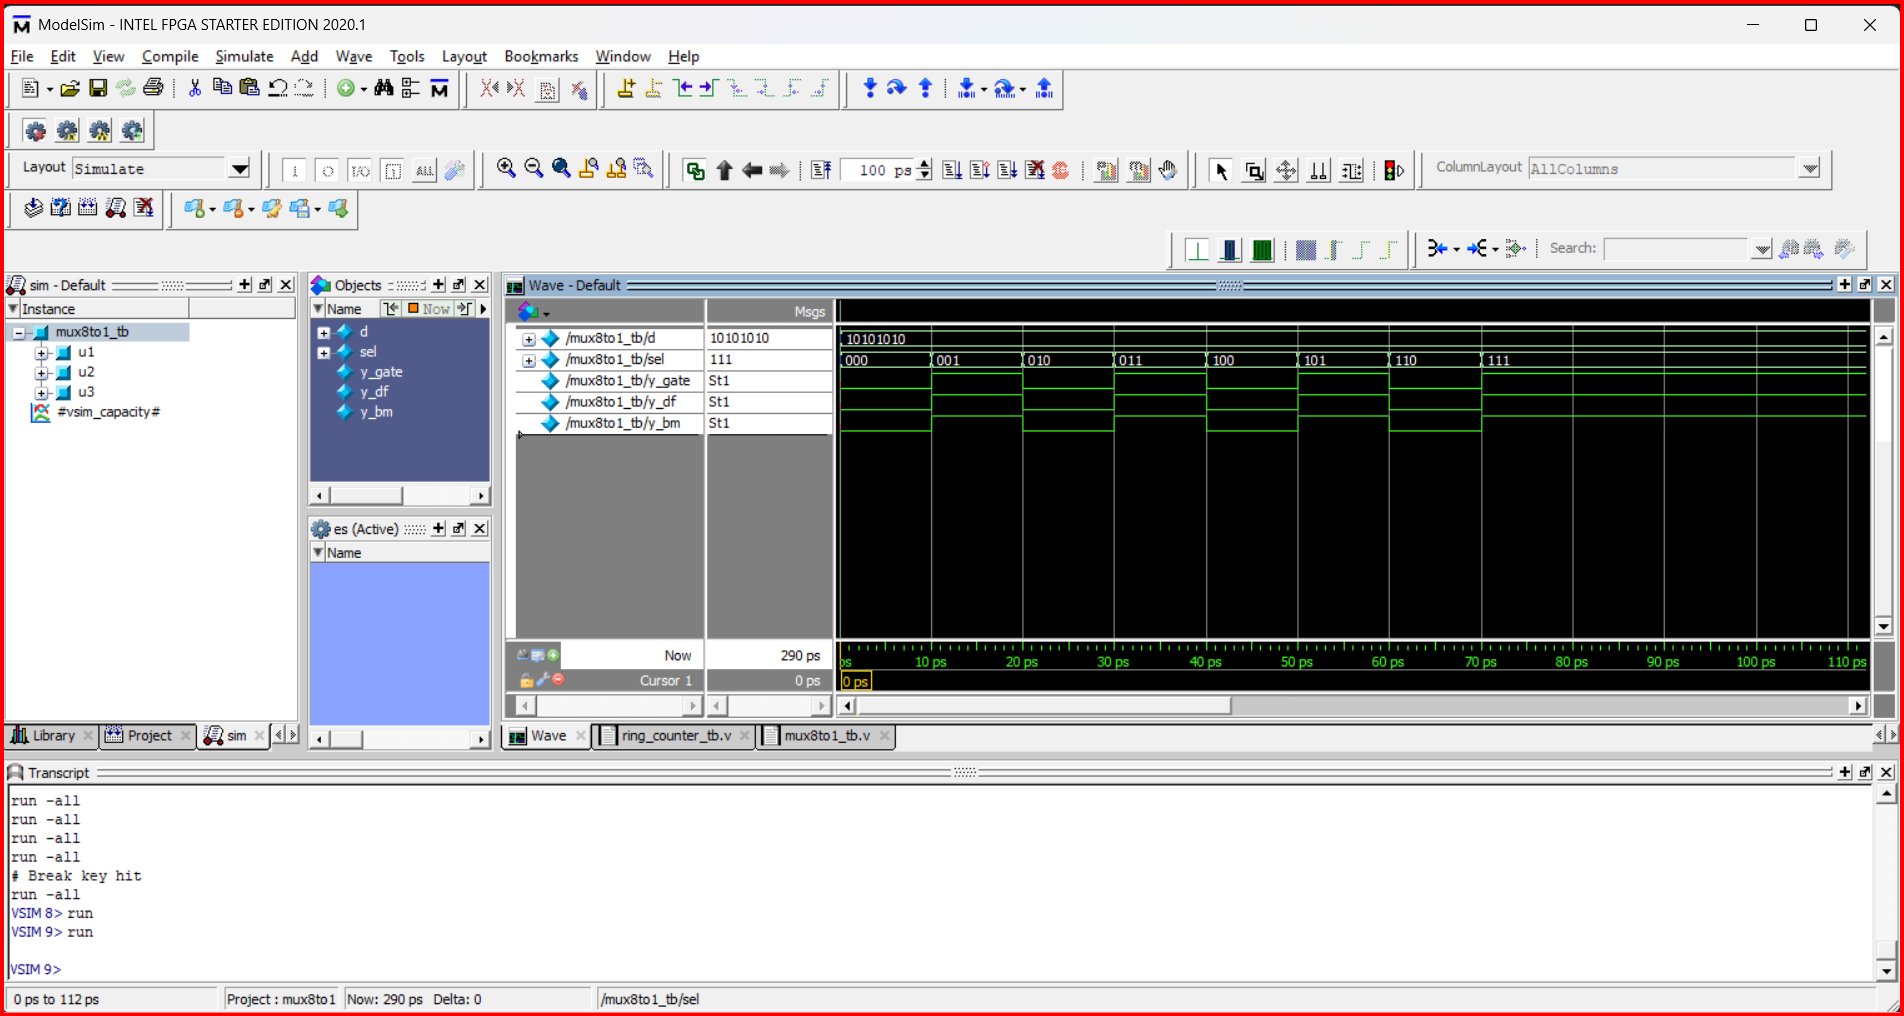 ModelSim - INTEL FPGA STARTER EDITION 2020.1
File Edit View Compile Simulate Add Wave Tools Layout Bookmarks Window Help
Layout Simulate
ALL
100 ps
ColumnLayout AllColumns
Search:
sim - Default
Instance
mux8to1_tb
u1
u2
u3
#vsim_capacity#
Objects
Name
Now
d
sel
y_gate
y_df
y_bm
es (Active)
Name
Wave - Default
Msgs
/mux8to1_tb/d 10101010 10101010
/mux8to1_tb/sel 111 000 001 010 011 100 101 110 111
/mux8to1_tb/y_gate St1
/mux8to1_tb/y_df St1
/mux8to1_tb/y_bm St1
Now 290 ps ps 10 ps 20 ps 30 ps 40 ps 50 ps 60 ps 70 ps 80 ps 90 ps 100 ps 110 ps
Cursor 1 0 ps 0 ps
Library Project sim
Wave ring_counter_tb.v mux8to1_tb.v
Transcript
run -all
run -all
run -all
run -all
# Break key hit
run -all
VSIM 8> run
VSIM 9> run
VSIM 9>
0 ps to 112 ps Project : mux8to1 Now: 290 ps Delta: 0 /mux8to1_tb/sel